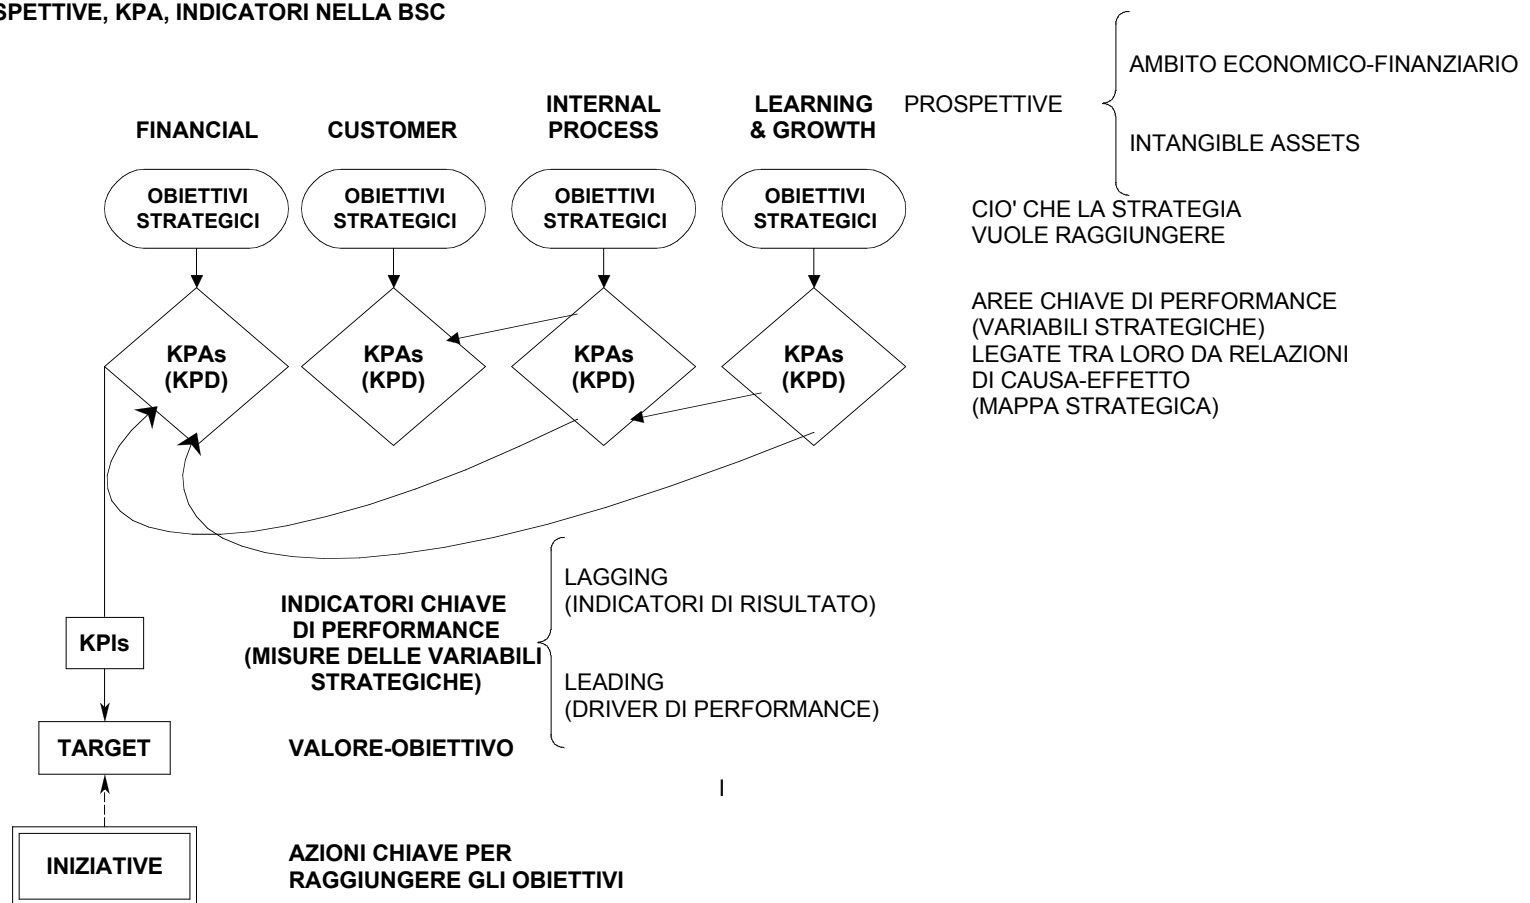 SPETTIVE, KPA, INDICATORI NELLA BSC
AMBITO ECONOMICO-FINANZIARIO
INTERNAL
PROCESS
LEARNING
& GROWTH
PROSPETTIVE
FINANCIAL
CUSTOMER
INTANGIBLE ASSETS
OBIETTIVI
STRATEGICI
OBIETTIVI
STRATEGICI
OBIETTIVI
STRATEGICI
OBIETTIVI
STRATEGICI
CIO' CHE LA STRATEGIA
VUOLE RAGGIUNGERE
KPAs
(KPD)
KPAs
(KPD)
KPAs
(KPD)
KPAs
(KPD)
AREE CHIAVE DI PERFORMANCE
(VARIABILI STRATEGICHE)
LEGATE TRA LORO DA RELAZIONI
DI CAUSA-EFFETTO
(MAPPA STRATEGICA)
KPIs
INDICATORI CHIAVE
DI PERFORMANCE
(MISURE DELLE VARIABILI
STRATEGICHE)
LAGGING
(INDICATORI DI RISULTATO)
LEADING
(DRIVER DI PERFORMANCE)
TARGET
VALORE-OBIETTIVO
I
INIZIATIVE
AZIONI CHIAVE PER
RAGGIUNGERE GLI OBIETTIVI